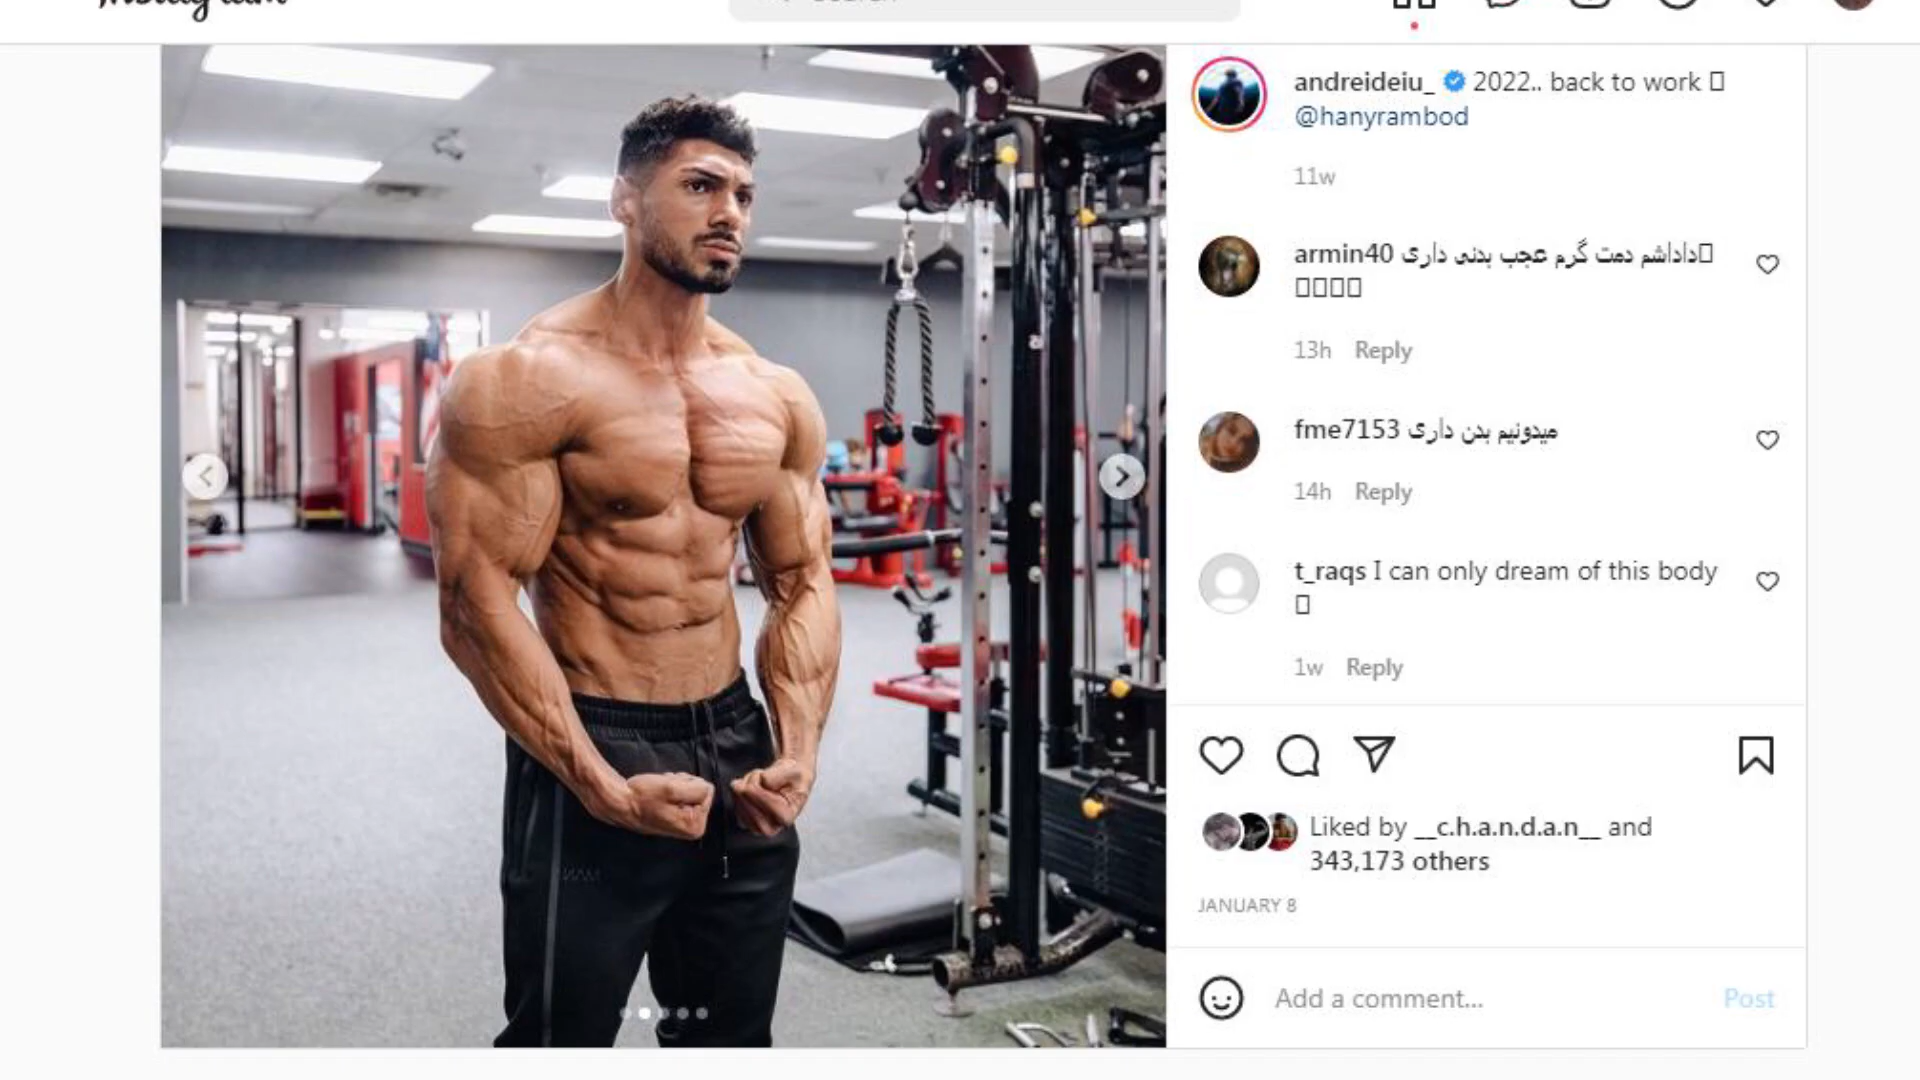 andreideiu_ 2022.. back to work
@hanyrambod
11w
armin40 داداشم دمت گرم عجب بدنی داری
13h Reply
fme7153 میدونیم بدن داری
14h Reply
t_raqs I can only dream of this body
1w Reply
Liked by __c.h.a.n.d.a.n__ and
343,173 others
JANUARY 8
Add a comment... Post